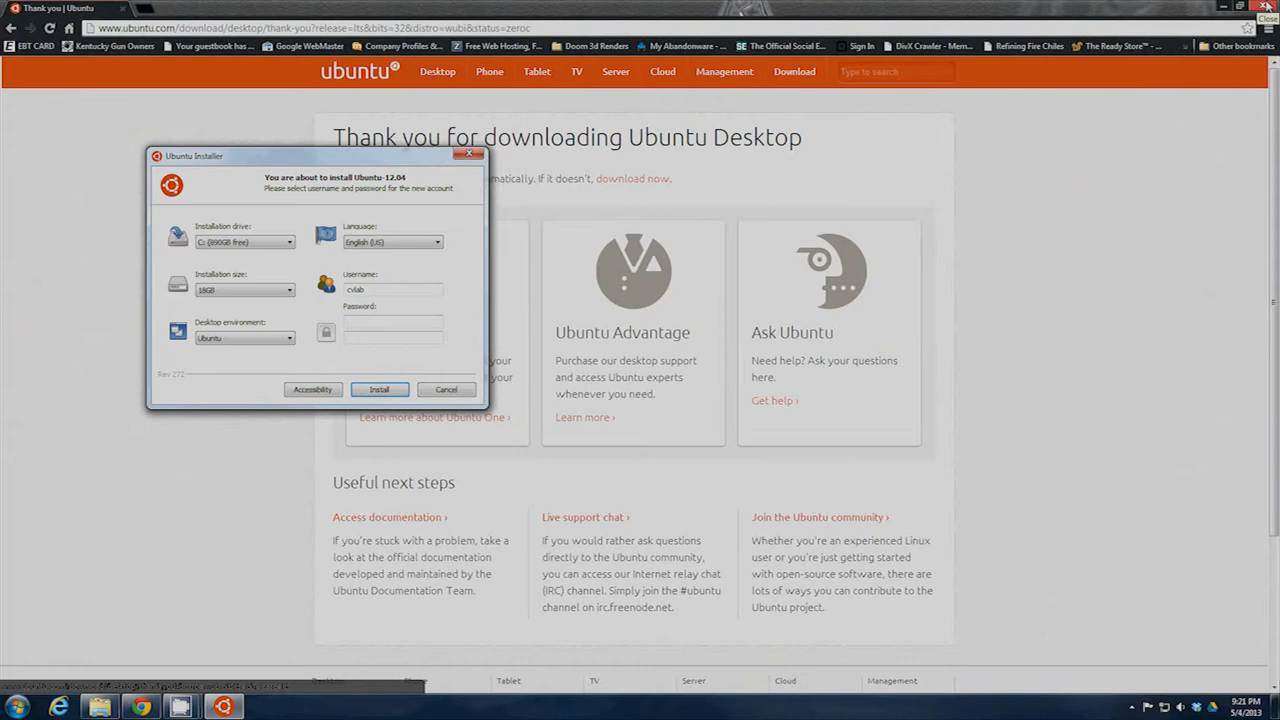 Thank you | Ubuntu
www.ubuntu.com/download/desktop/thank-you?release=lts&bits=32&distro=wubi&status=zeroc
Close
EBT CARD
Kentucky Gun Owners
Your guestbook has ...
Google WebMaster
Company Profiles &...
Free Web Hosting, F...
Doom 3d Renders
My Abandonware - ...
The Official Social E...
Sign In
DivX Crawler - Mem...
Refining Fire Chiles
The Ready Store™ - ...
Other bookmarks
ubuntu
Desktop
Phone
Tablet
TV
Server
Cloud
Management
Download
Type to search
Thank you for downloading Ubuntu Desktop
omatically. If it doesn't, download now.
Ubuntu Installer
You are about to install Ubuntu-12.04
Please select username and password for the new account
Installation drive:
C: (890GB free)
Language:
English (US)
Installation size:
18GB
Username:
cvlab
Password:
Desktop environment:
Ubuntu
Rev 272
Accessibility
Install
Cancel
Learn more about Ubuntu One ›
Ubuntu Advantage
Purchase our desktop support
and access Ubuntu experts
whenever you need.
Learn more ›
Ask Ubuntu
Need help? Ask your questions
here.
Get help ›
Useful next steps
Access documentation ›
If you're stuck with a problem, take a
look at the official documentation
developed and maintained by the
Ubuntu Documentation Team.
Live support chat ›
If you would rather ask questions
directly to the Ubuntu community,
you can access our Internet relay chat
(IRC) channel. Simply join the #ubuntu
channel on irc.freenode.net.
Join the Ubuntu community ›
Whether you're an experienced Linux
user or you're just getting started
with open-source software, there are
lots of ways you can contribute to the
Ubuntu project.
Desktop
Phone
Tablet
TV
Server
Cloud
Management
9:21 PM
5/4/2013